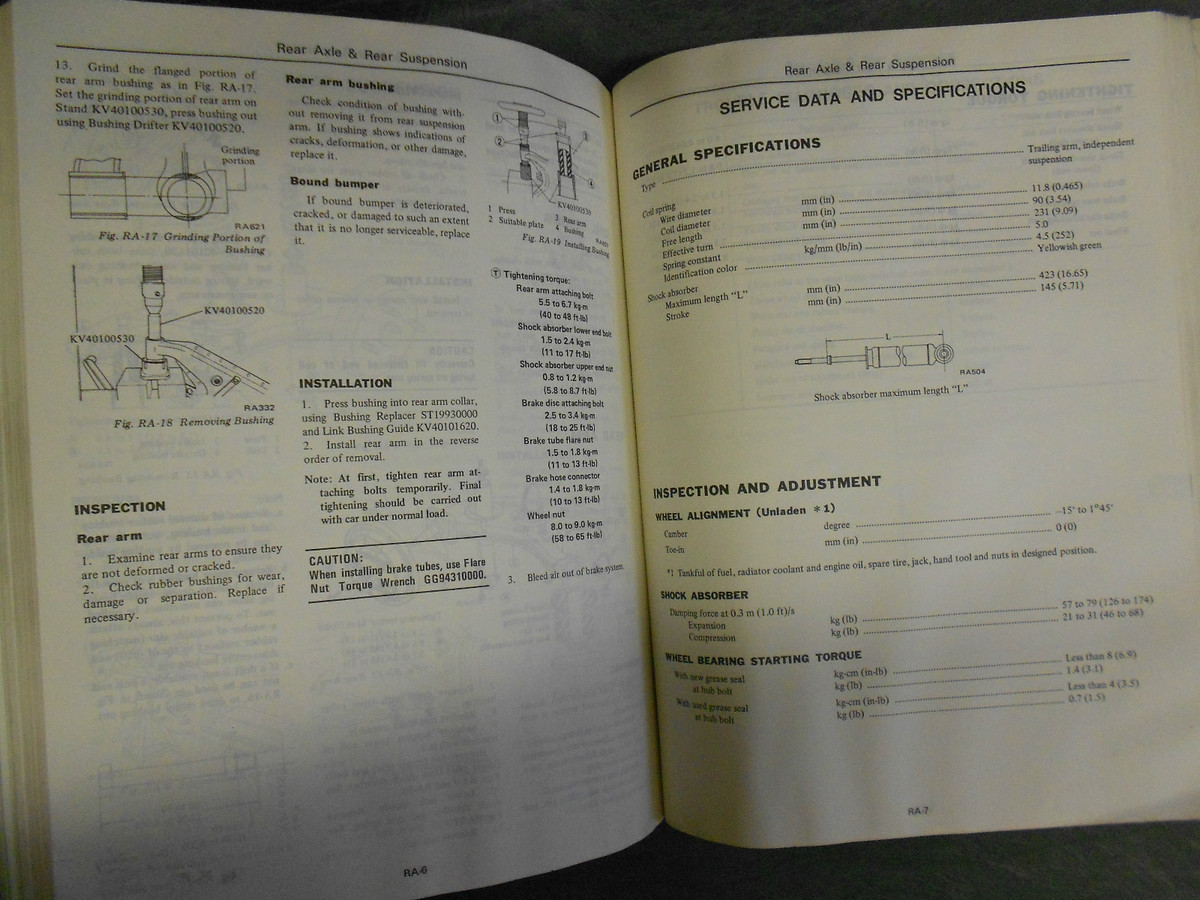 Rear Axle & Rear Suspension
13. Grind the flanged portion of
rear arm bushing as in Fig. RA-17.
Set the grinding portion of rear arm on
Stand KV40100530, press bushing out
using Bushing Drifter KV40100520.
Grinding
portion
RA621
Fig. RA-17 Grinding Portion of
Bushing
KV40100520
KV40100530
RA332
Fig. RA-18 Removing Bushing
INSPECTION
Rear arm
1. Examine rear arms to ensure they
are not deformed or cracked.
2. Check rubber bushings for wear,
damage or separation. Replace if
necessary.
Rear arm bushing
Check condition of bushing with-
out removing it from rear suspension
arm. If bushing shows indications of
cracks, deformation, or other damage,
replace it.
Bound bumper
If bound bumper is deteriorated,
cracked, or damaged to such an extent
that it is no longer serviceable, replace
it.
INSTALLATION
1. Press bushing into rear arm collar,
using Bushing Replacer ST19930000
and Link Bushing Guide KV40101620.
2. Install rear arm in the reverse
order of removal.
Note: At first, tighten rear arm at-
taching bolts temporarily. Final
tightening should be carried out
with car under normal load.
CAUTION:
When installing brake tubes, use Flare
Nut Torque Wrench GG94310000.
1
2
3
4
KV40100530
1 Press
2 Suitable plate
3 Rear arm
4 Bushing
Fig. RA-19 Installing Bushing
T Tightening torque:
Rear arm attaching bolt
5.5 to 6.7 kg-m
(40 to 48 ft-lb)
Shock absorber lower end bolt
1.5 to 2.4 kg-m
(11 to 17 ft-lb)
Shock absorber upper end nut
0.8 to 1.2 kg-m
(5.8 to 8.7 ft-lb)
Brake disc attaching bolt
2.5 to 3.4 kg-m
(18 to 25 ft-lb)
Brake tube flare nut
1.5 to 1.8 kg-m
(11 to 13 ft-lb)
Brake hose connector
1.4 to 1.8 kg-m
(10 to 13 ft-lb)
Wheel nut
8.0 to 9.0 kg-m
(58 to 65 ft-lb)
3. Bleed air out of brake system.
RA-6
Rear Axle & Rear Suspension
SERVICE DATA AND SPECIFICATIONS
GENERAL SPECIFICATIONS
Type Trailing arm, independent
suspension
Coil spring
Wire diameter mm (in) 11.8 (0.465)
Coil diameter mm (in) 90 (3.54)
Free length mm (in) 231 (9.09)
Effective turn 5.0
Spring constant kg/mm (lb/in) 4.5 (252)
Identification color Yellowish green
Shock absorber
Maximum length “L” mm (in) 423 (16.65)
Stroke mm (in) 145 (5.71)
L
RA504
Shock absorber maximum length “L”
INSPECTION AND ADJUSTMENT
WHEEL ALIGNMENT (Unladen *1)
Camber degree -15' to 1°45'
Toe-in mm (in) 0 (0)
*1 Tankful of fuel, radiator coolant and engine oil, spare tire, jack, hand tool and nuts in designed position.
SHOCK ABSORBER
Damping force at 0.3 m (1.0 ft)/s
Expansion kg (lb) 57 to 79 (126 to 174)
Compression kg (lb) 21 to 31 (46 to 68)
WHEEL BEARING STARTING TORQUE
With new grease seal kg-cm (in-lb) Less than 8 (6.9)
at hub bolt kg (lb) 1.4 (3.1)
With used grease seal kg-cm (in-lb) Less than 4 (3.5)
at hub bolt kg (lb) 0.7 (1.5)
RA-7